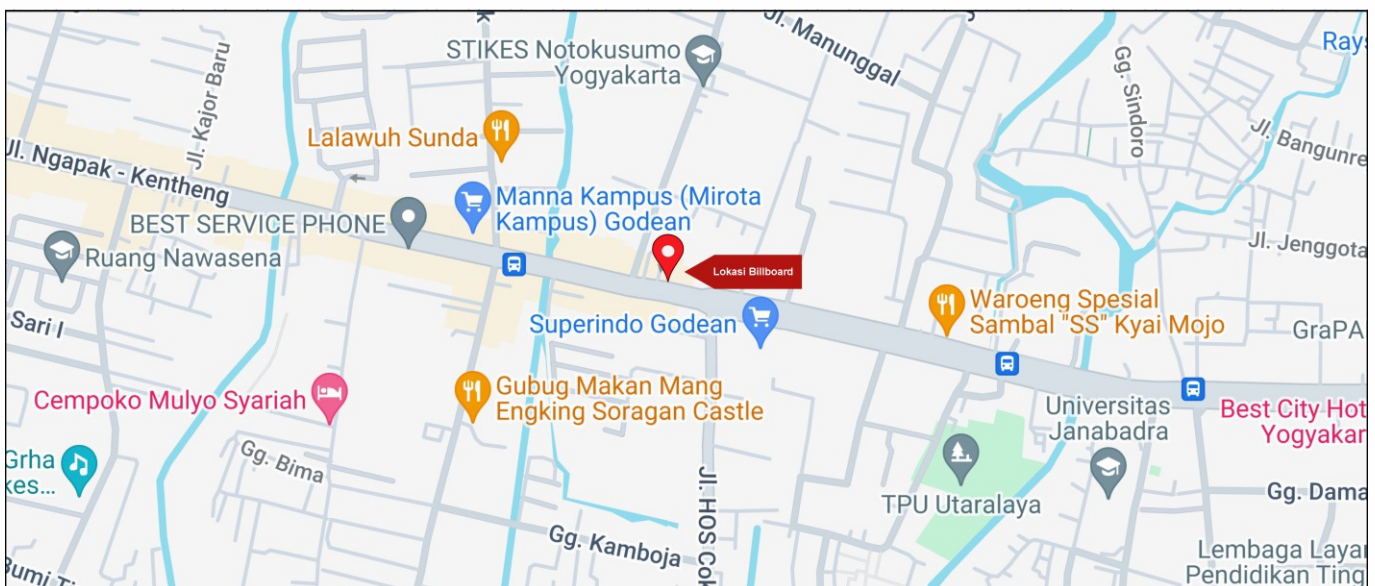 Jl. Manunggal
STIKES Notokusumo
Yogyakarta
Rays
Jl. Kajor Baru
Gg. Sindoro
Lalawuh Sunda
Jl. Bangunre
Jl. Ngapak - Kentheng
Manna Kampus (Mirota
Kampus) Godean
BEST SERVICE PHONE
Ruang Nawasena
Jl. Jenggota
Lokasi Billboard
Waroeng Spesial
Sambal "SS" Kyai Mojo
Sari I
Superindo Godean
GraPA
Cempoko Mulyo Syariah
Gubug Makan Mang
Engking Soragan Castle
Universitas
Janabadra
Best City Hot
Yogyakar
Grha
kes...
Gg. Bima
Jl. HOS Cok
TPU Utaralaya
Gg. Dama
Gg. Kamboja
Lembaga Layan
Pendidikan Ting